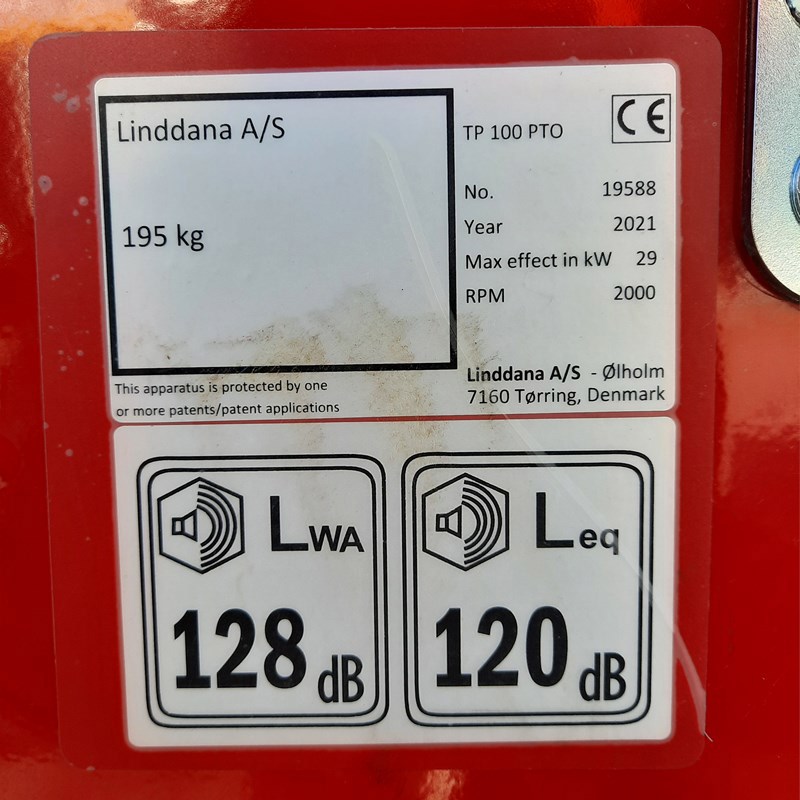 Linddana A/S
195 kg
TP 100 PTO CE
No. 19588
Year 2021
Max effect in kW 29
RPM 2000
Linddana A/S - Ølholm
7160 Tørring, Denmark
This apparatus is protected by one
or more patents/patent applications
LWA
128 dB
Leq
120 dB